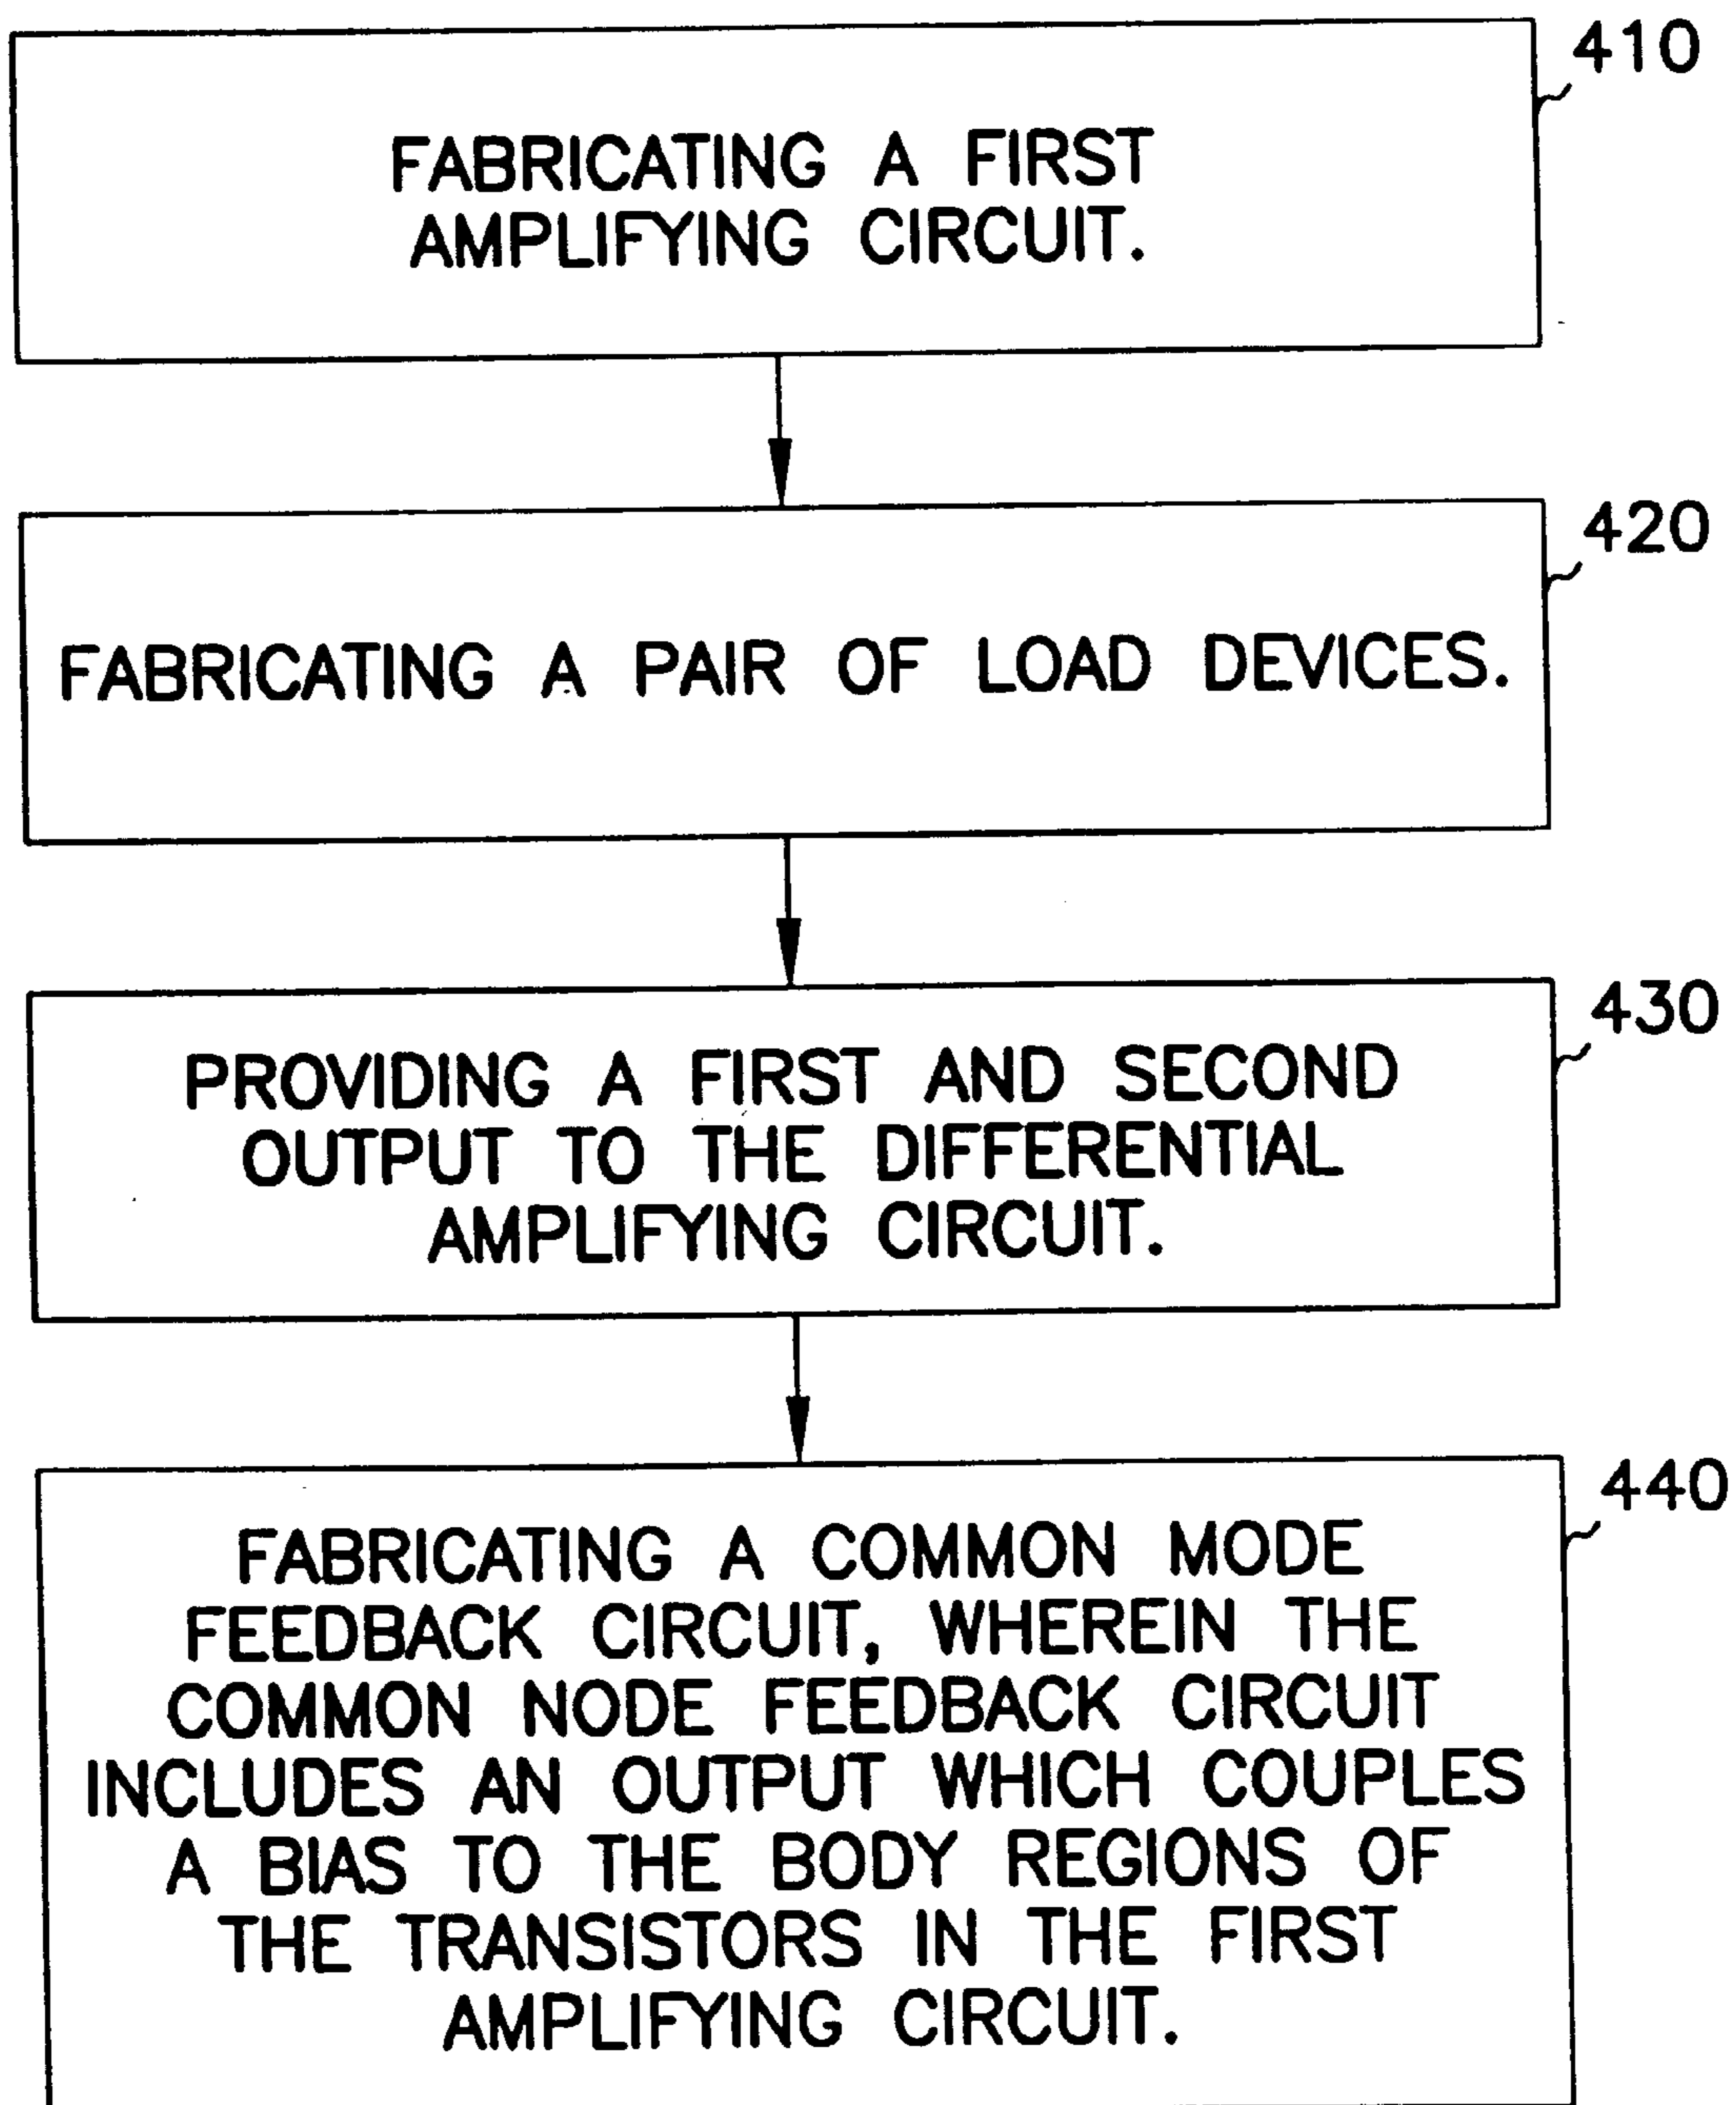 410
FABRICATING A FIRST
AMPLIFYING CIRCUIT.
420
FABRICATING A PAIR OF LOAD DEVICES.
430
PROVIDING A FIRST AND SECOND
OUTPUT TO THE DIFFERENTIAL
AMPLIFYING CIRCUIT.
440
FABRICATING A COMMON MODE
FEEDBACK CIRCUIT, WHEREIN THE
COMMON NODE FEEDBACK CIRCUIT
INCLUDES AN OUTPUT WHICH COUPLES
A BIAS TO THE BODY REGIONS OF
THE TRANSISTORS IN THE FIRST
AMPLIFYING CIRCUIT.